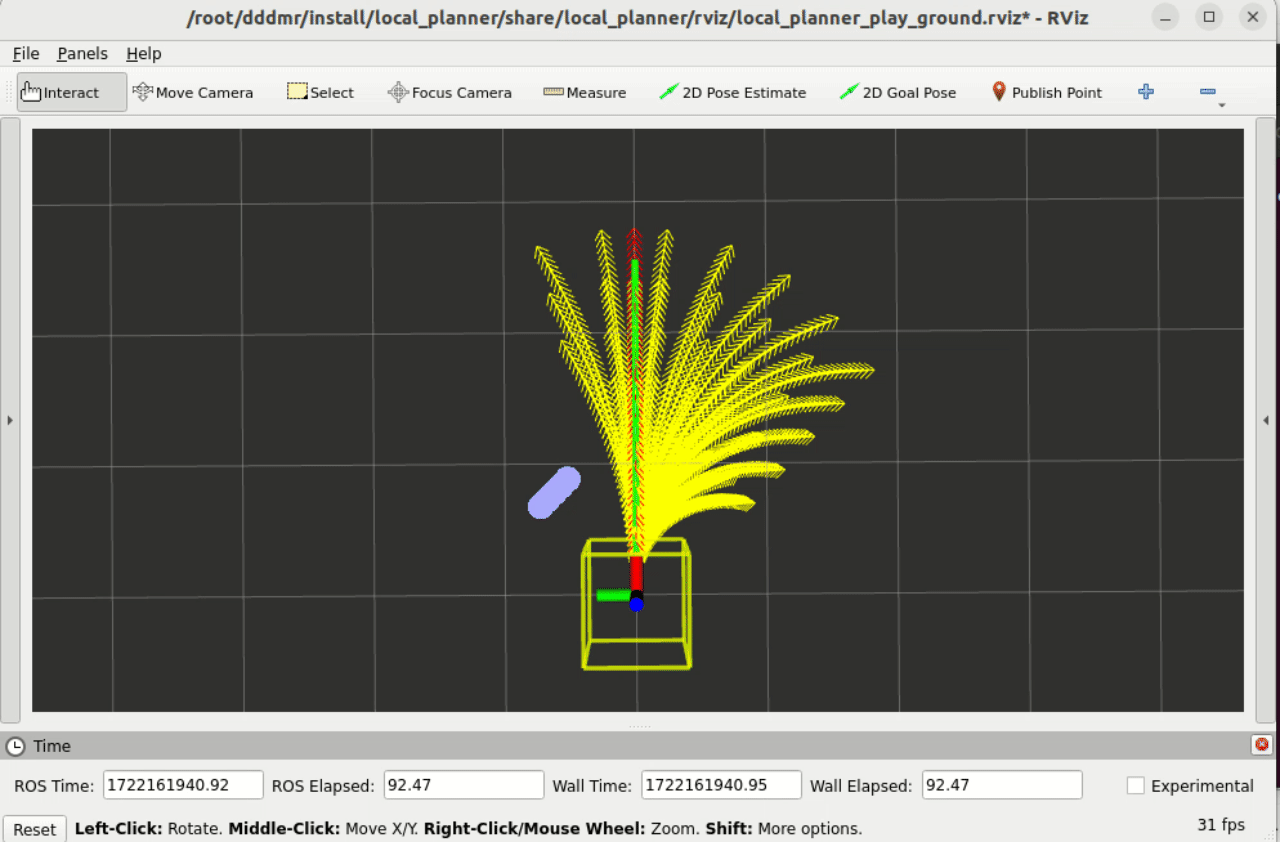 /root/dddmr/install/local_planner/share/local_planner/rviz/local_planner_play_ground.rviz* - RViz
File Panels Help
Interact Move Camera Select Focus Camera Measure 2D Pose Estimate 2D Goal Pose Publish Point
Time
ROS Time: 1722161940.92 ROS Elapsed: 92.47 Wall Time: 1722161940.95 Wall Elapsed: 92.47 Experimental
Reset Left-Click: Rotate. Middle-Click: Move X/Y. Right-Click/Mouse Wheel: Zoom. Shift: More options. 31 fps